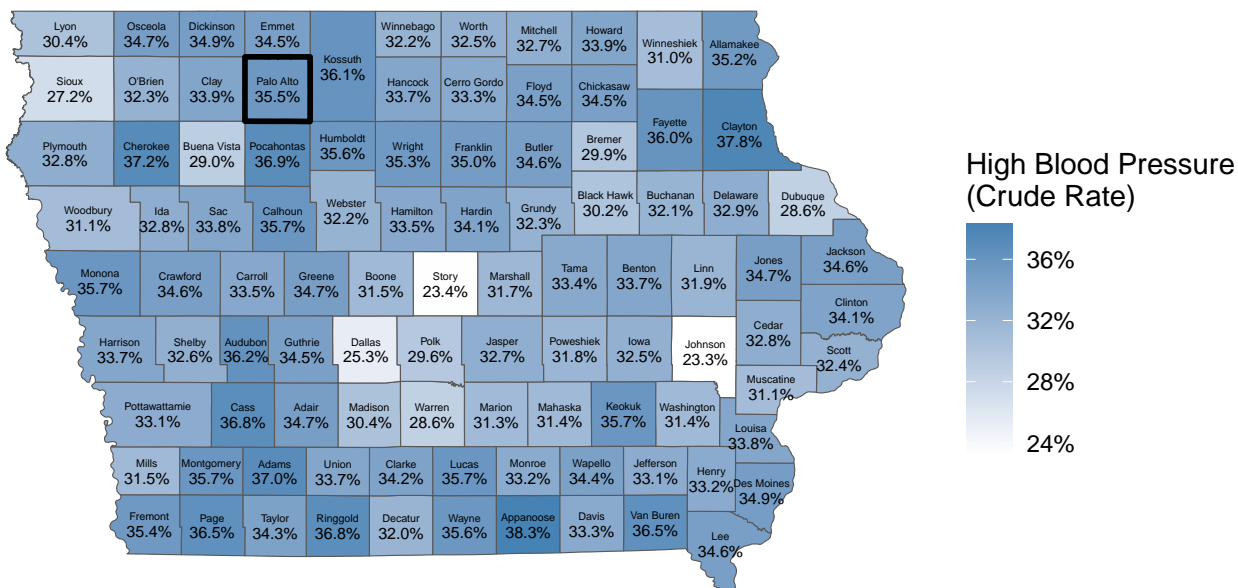 Lyon
30.4%
Osceola
34.7%
Dickinson
34.9%
Emmet
34.5%
Kossuth
36.1%
Winnebago
32.2%
Worth
32.5%
Mitchell
32.7%
Howard
33.9%
Winneshiek
31.0%
Allamakee
35.2%
Sioux
27.2%
O'Brien
32.3%
Clay
33.9%
Palo Alto
35.5%
Hancock
33.7%
Cerro Gordo
33.3%
Floyd
34.5%
Chickasaw
34.5%
Fayette
36.0%
Clayton
37.8%
Plymouth
32.8%
Cherokee
37.2%
Buena Vista
29.0%
Pocahontas
36.9%
Humboldt
35.6%
Wright
35.3%
Franklin
35.0%
Butler
34.6%
Bremer
29.9%
Woodbury
31.1%
Ida
32.8%
Sac
33.8%
Calhoun
35.7%
Webster
32.2%
Hamilton
33.5%
Hardin
34.1%
Grundy
32.3%
Black Hawk
30.2%
Buchanan
32.1%
Delaware
32.9%
Dubuque
28.6%
Monona
35.7%
Crawford
34.6%
Carroll
33.5%
Greene
34.7%
Boone
31.5%
Story
23.4%
Marshall
31.7%
Tama
33.4%
Benton
33.7%
Linn
31.9%
Jones
34.7%
Jackson
34.6%
Clinton
34.1%
Harrison
33.7%
Shelby
32.6%
Audubon
36.2%
Guthrie
34.5%
Dallas
25.3%
Polk
29.6%
Jasper
32.7%
Poweshiek
31.8%
Iowa
32.5%
Johnson
23.3%
Cedar
32.8%
Scott
32.4%
Muscatine
31.1%
Pottawattamie
33.1%
Cass
36.8%
Adair
34.7%
Madison
30.4%
Warren
28.6%
Marion
31.3%
Mahaska
31.4%
Keokuk
35.7%
Washington
31.4%
Louisa
33.8%
Mills
31.5%
Montgomery
35.7%
Adams
37.0%
Union
33.7%
Clarke
34.2%
Lucas
35.7%
Monroe
33.2%
Wapello
34.4%
Jefferson
33.1%
Henry
33.2%
Des Moines
34.9%
Fremont
35.4%
Page
36.5%
Taylor
34.3%
Ringgold
36.8%
Decatur
32.0%
Wayne
35.6%
Appanoose
38.3%
Davis
33.3%
Van Buren
36.5%
Lee
34.6%
High Blood Pressure
(Crude Rate)
36%
32%
28%
24%